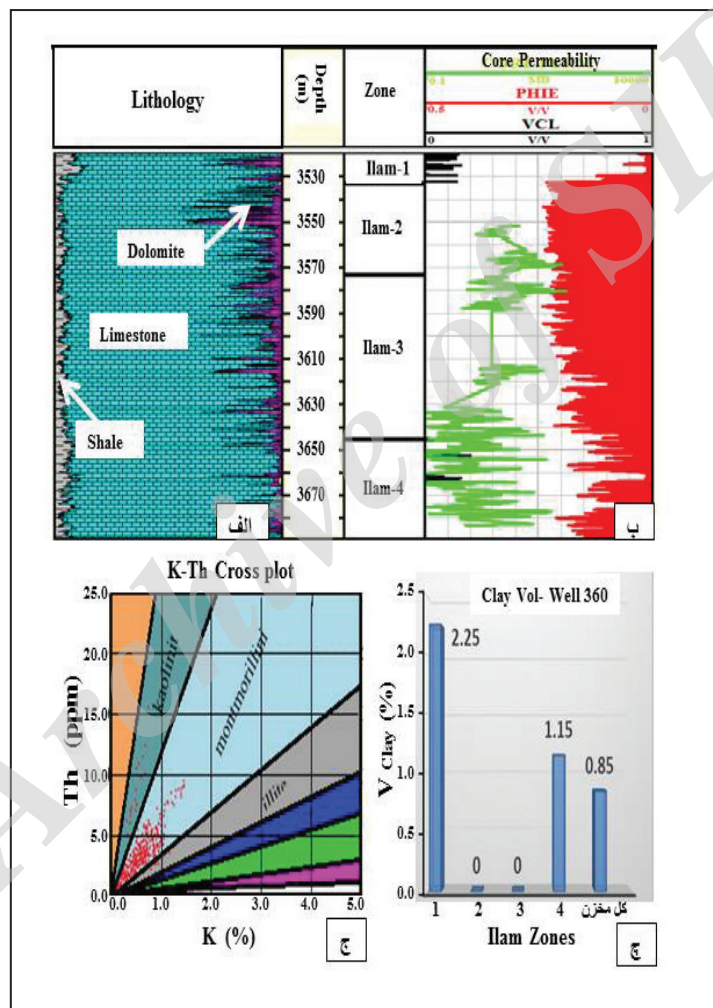 Lithology
Depth (m)
Zone
Core Permeability
0.1 10000
PHIE
0.5 V/V 0
VCL
0 V/V 1
3530
3550
3570
3590
3610
3630
3650
3670
Ilam-1
Ilam-2
Ilam-3
Ilam-4
Dolomite
Limestone
Shale
الف
ب
K-Th Cross plot
Th (ppm)
25.0
20.0
15.0
10.0
5.0
0.0
kaolinit
montmorillini
illite
0.0 1.0 2.0 3.0 4.0 5.0
K (%)
ج
Clay Vol- Well 360
V Clay (%)
2.5
2.0
1.5
1.0
0.5
0.0
2.25
0
0
1.15
0.85
1 2 3 4 کل مخزن
Ilam Zones
چ
Archive of SID